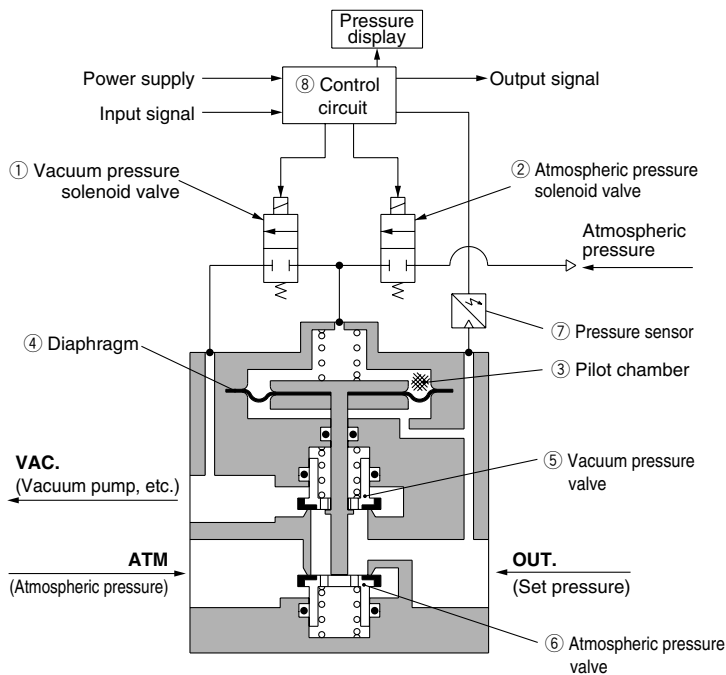 Pressure
display
Power supply
⑧ Control
circuit
Output signal
Input signal
① Vacuum pressure
solenoid valve
② Atmospheric pressure
solenoid valve
Atmospheric
pressure
⑦ Pressure sensor
④ Diaphragm
③ Pilot chamber
VAC.
(Vacuum pump, etc.)
⑤ Vacuum pressure
valve
ATM
(Atmospheric pressure)
OUT.
(Set pressure)
⑥ Atmospheric pressure
valve